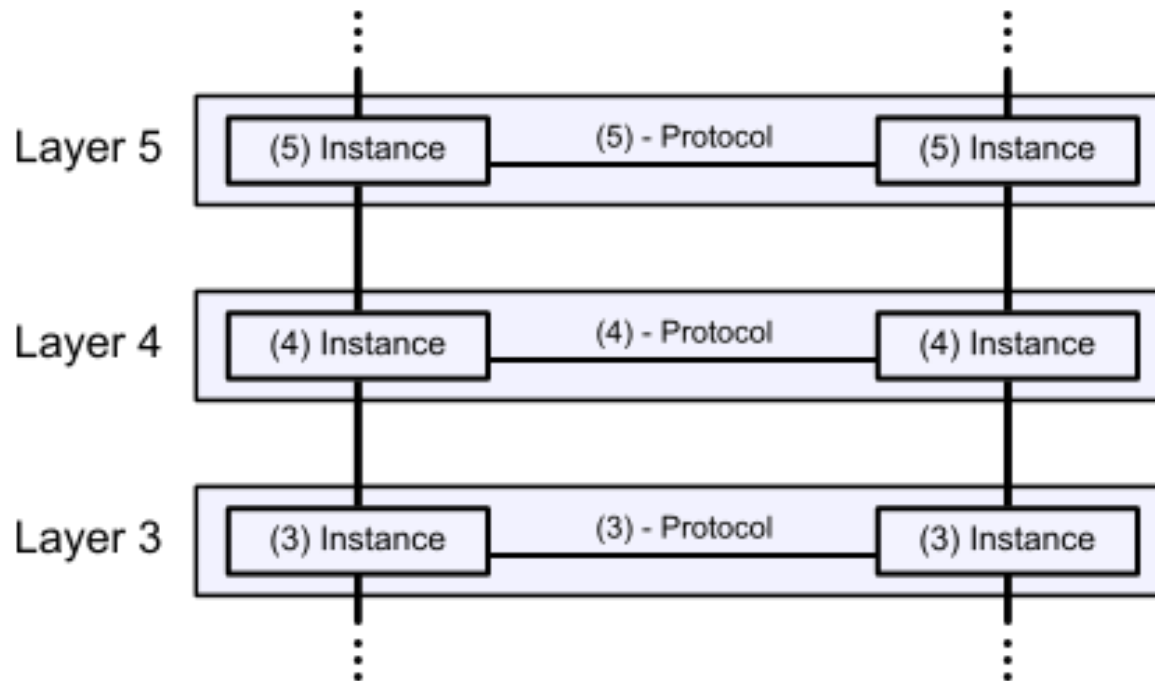 Layer 5
(5) Instance
(5) - Protocol
(5) Instance
Layer 4
(4) Instance
(4) - Protocol
(4) Instance
Layer 3
(3) Instance
(3) - Protocol
(3) Instance